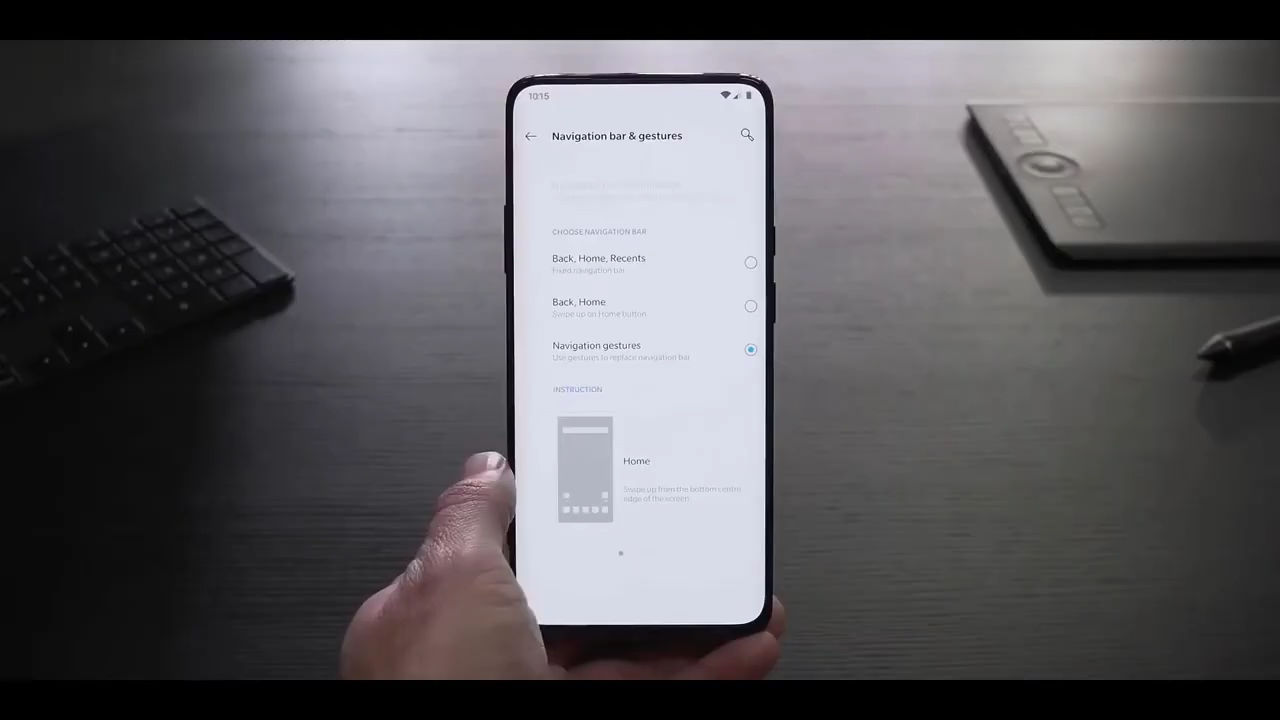 10:15
Navigation bar & gestures
CHOOSE NAVIGATION BAR
Back, Home, Recents
Fixed navigation bar
Back, Home
Swipe up on Home button
Navigation gestures
Use gestures to replace navigation bar
INSTRUCTION
Home
Swipe up from the bottom centre
edge of the screen